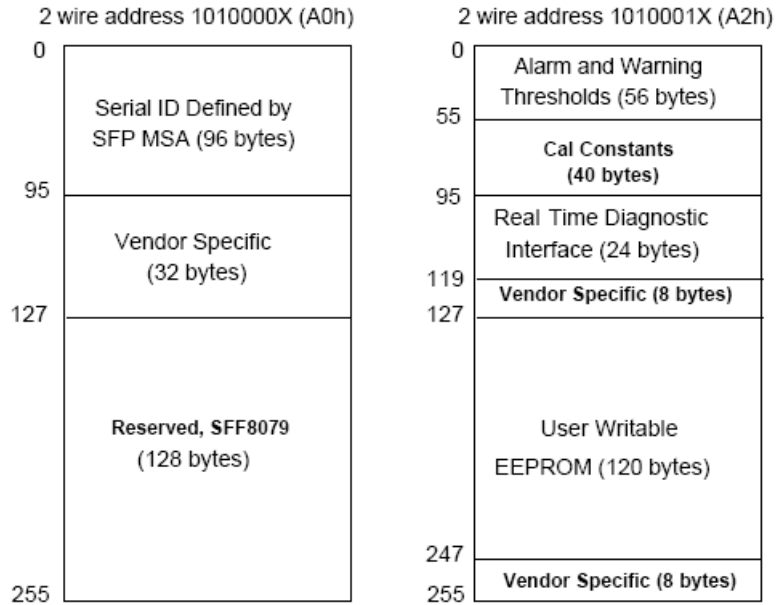 2 wire address 1010000X (A0h)
0
Serial ID Defined by
SFP MSA (96 bytes)
95
Vendor Specific
(32 bytes)
127
Reserved, SFF8079
(128 bytes)
255
2 wire address 1010001X (A2h)
0
Alarm and Warning
Thresholds (56 bytes)
55
Cal Constants
(40 bytes)
95
Real Time Diagnostic
Interface (24 bytes)
119
Vendor Specific (8 bytes)
127
User Writable
EEPROM (120 bytes)
247
Vendor Specific (8 bytes)
255